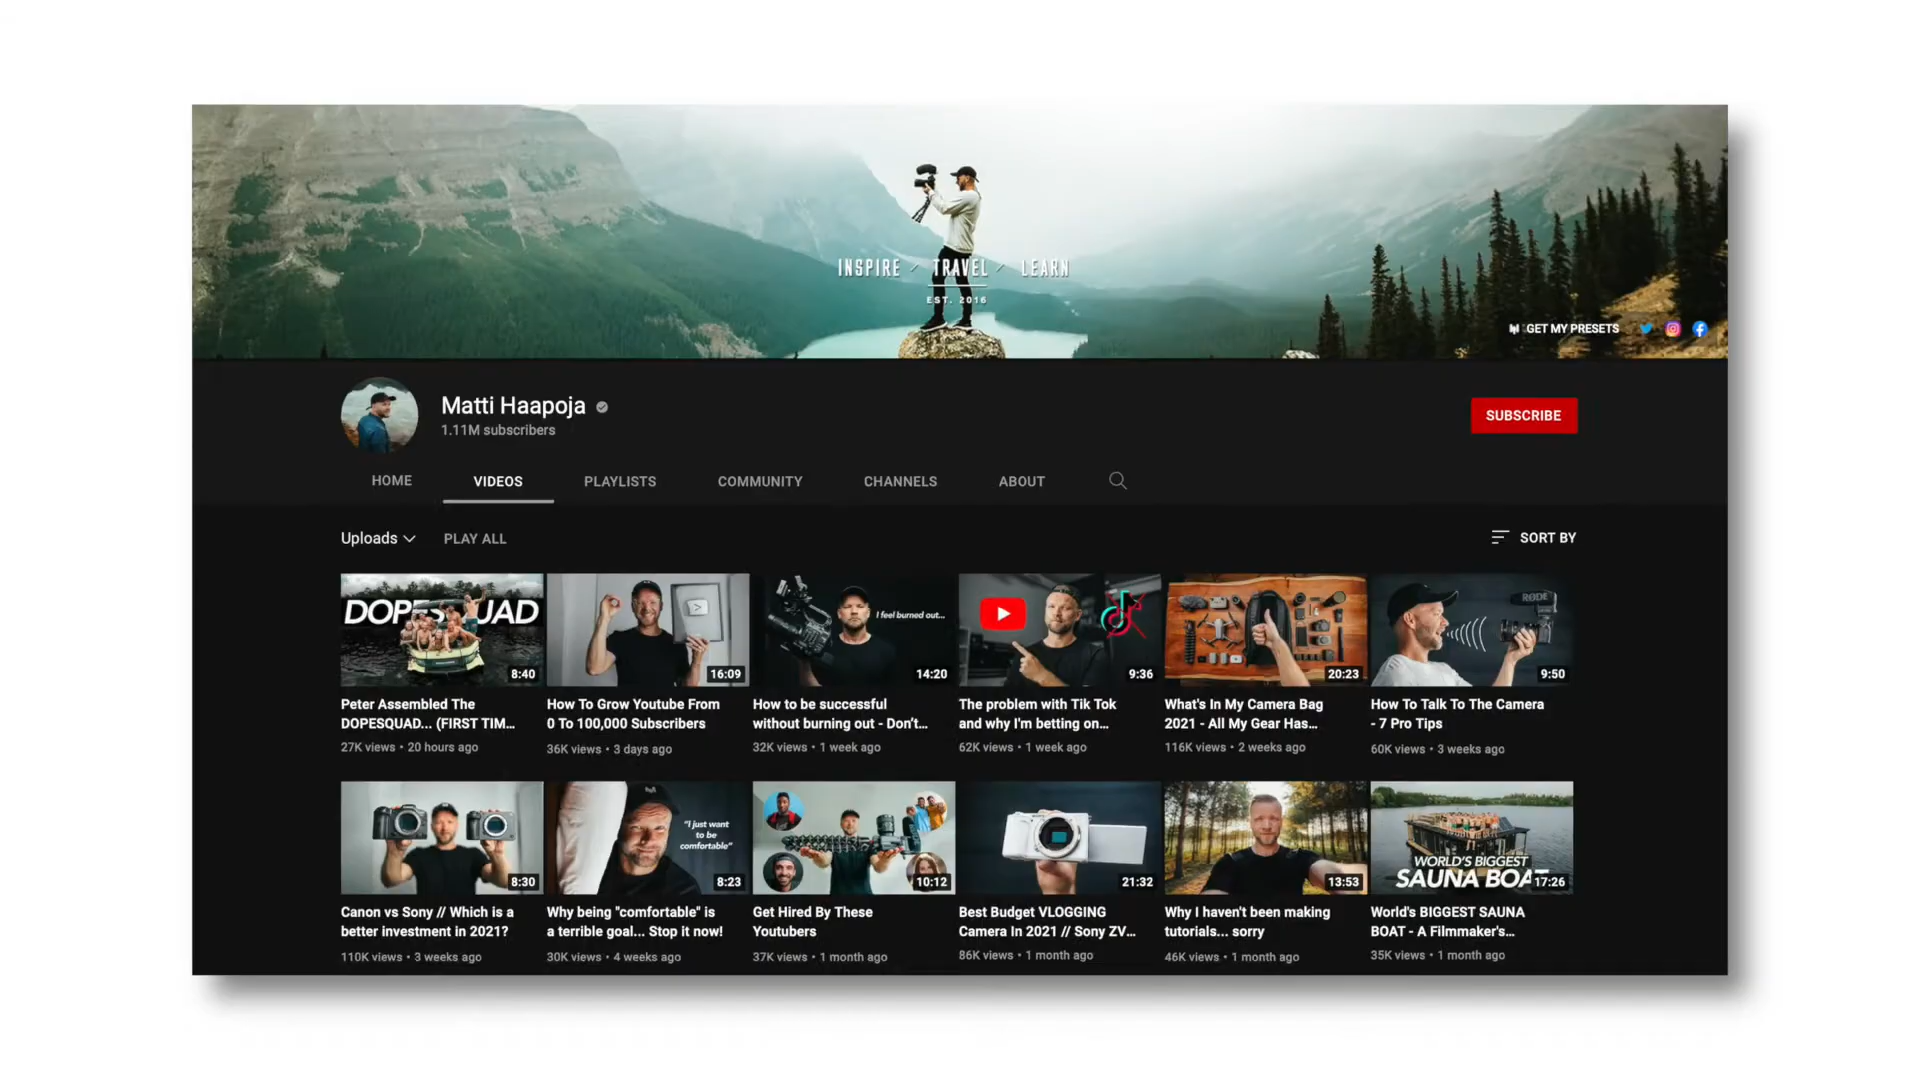 INSPIRE / TRAVEL / LEARN
EST. 2016
GET MY PRESETS
Matti Haapoja
1.11M subscribers
SUBSCRIBE
HOME VIDEOS PLAYLISTS COMMUNITY CHANNELS ABOUT
Uploads PLAY ALL SORT BY
DOPESQUAD
8:40
16:09
I feel burned out...
14:20
9:36
20:23
RØDE
9:50
Peter Assembled The
DOPESQUAD... (FIRST TIM...
27K views • 20 hours ago
How To Grow Youtube From
0 To 100,000 Subscribers
36K views • 3 days ago
How to be successful
without burning out - Don't...
32K views • 1 week ago
The problem with Tik Tok
and why I'm betting on...
62K views • 1 week ago
What's In My Camera Bag
2021 - All My Gear Has...
116K views • 2 weeks ago
How To Talk To The Camera
- 7 Pro Tips
60K views • 3 weeks ago
8:30
"I just want
to be
comfortable"
8:23
10:12
21:32
13:53
WORLD'S BIGGEST
SAUNA BOAT
17:26
Canon vs Sony // Which is a
better investment in 2021?
110K views • 3 weeks ago
Why being "comfortable" is
a terrible goal... Stop it now!
30K views • 4 weeks ago
Get Hired By These
Youtubers
37K views • 1 month ago
Best Budget VLOGGING
Camera In 2021 // Sony ZV...
86K views • 1 month ago
Why I haven't been making
tutorials... sorry
46K views • 1 month ago
World's BIGGEST SAUNA
BOAT - A Filmmaker's...
35K views • 1 month ago